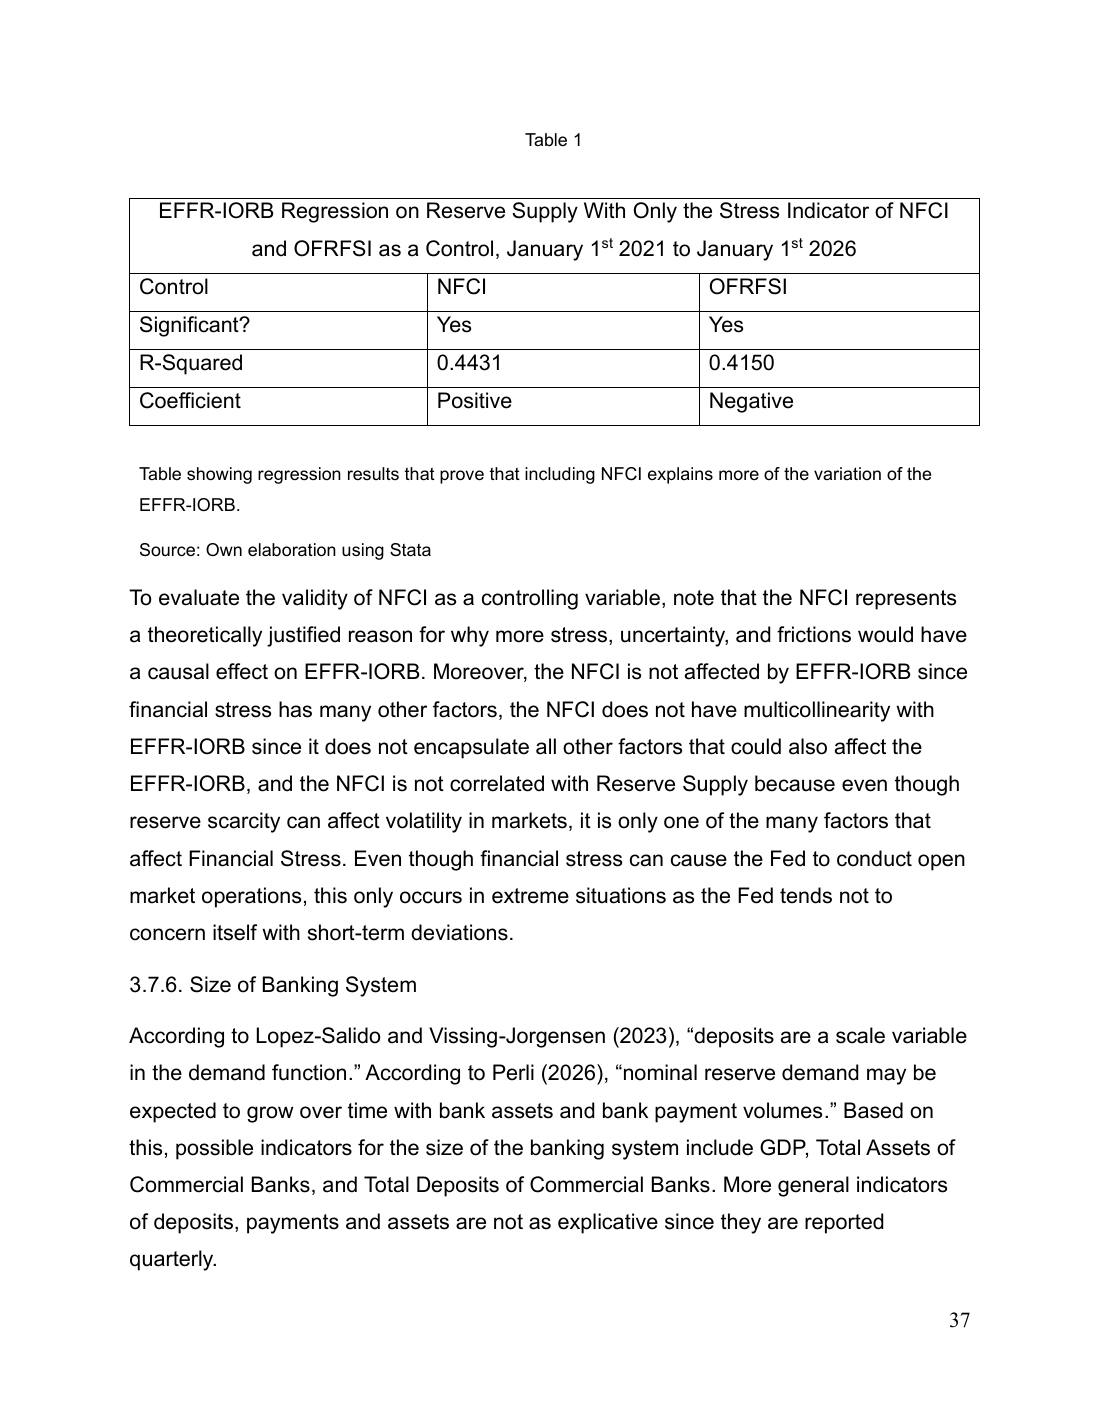 Table 1
EFFR-IORB Regression on Reserve Supply With Only the Stress Indicator of NFCI
and OFRFSI as a Control, January 1st 2021 to January 1st 2026
Control NFCI OFRFSI
Significant? Yes Yes
R-Squared 0.4431 0.4150
Coefficient Positive Negative
Table showing regression results that prove that including NFCI explains more of the variation of the
EFFR-IORB.
Source: Own elaboration using Stata
To evaluate the validity of NFCI as a controlling variable, note that the NFCI represents
a theoretically justified reason for why more stress, uncertainty, and frictions would have
a causal effect on EFFR-IORB. Moreover, the NFCI is not affected by EFFR-IORB since
financial stress has many other factors, the NFCI does not have multicollinearity with
EFFR-IORB since it does not encapsulate all other factors that could also affect the
EFFR-IORB, and the NFCI is not correlated with Reserve Supply because even though
reserve scarcity can affect volatility in markets, it is only one of the many factors that
affect Financial Stress. Even though financial stress can cause the Fed to conduct open
market operations, this only occurs in extreme situations as the Fed tends not to
concern itself with short-term deviations.
3.7.6. Size of Banking System
According to Lopez-Salido and Vissing-Jorgensen (2023), “deposits are a scale variable
in the demand function.” According to Perli (2026), “nominal reserve demand may be
expected to grow over time with bank assets and bank payment volumes.” Based on
this, possible indicators for the size of the banking system include GDP, Total Assets of
Commercial Banks, and Total Deposits of Commercial Banks. More general indicators
of deposits, payments and assets are not as explicative since they are reported
quarterly.
37